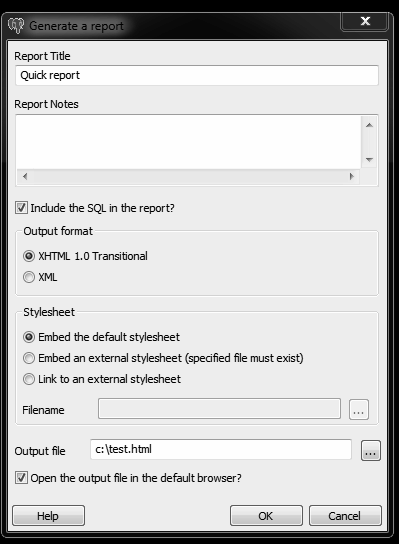 Generate a report
Report Title
Quick report
Report Notes
Include the SQL in the report?
Output format
XHTML 1.0 Transitional
XML
Stylesheet
Embed the default stylesheet
Embed an external stylesheet (specified file must exist)
Link to an external stylesheet
Filename ...
Output file c:\test.html ...
Open the output file in the default browser?
Help OK Cancel